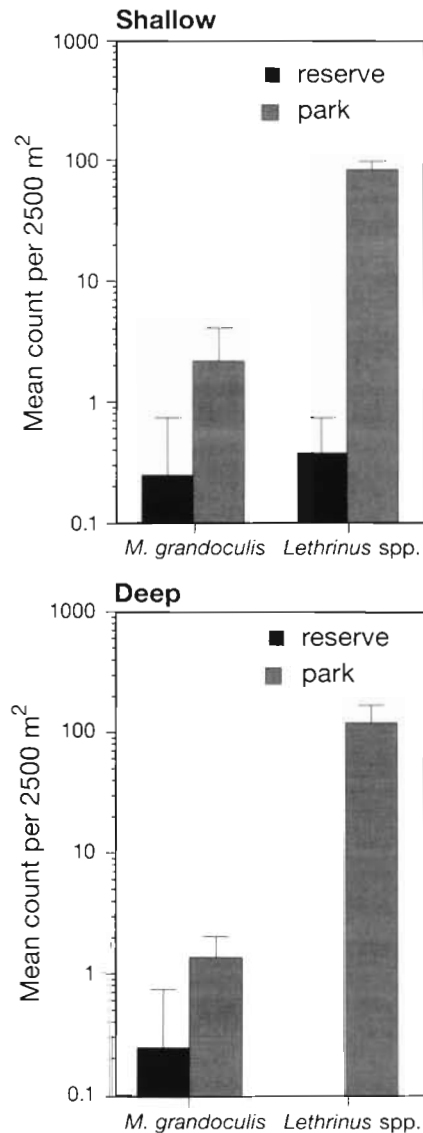 Shallow
1000
100
10
1
0.1
Mean count per 2500 m²
reserve
park
M. grandoculis
Lethrinus spp.
Deep
1000
100
10
1
0.1
Mean count per 2500 m²
reserve
park
M. grandoculis
Lethrinus spp.